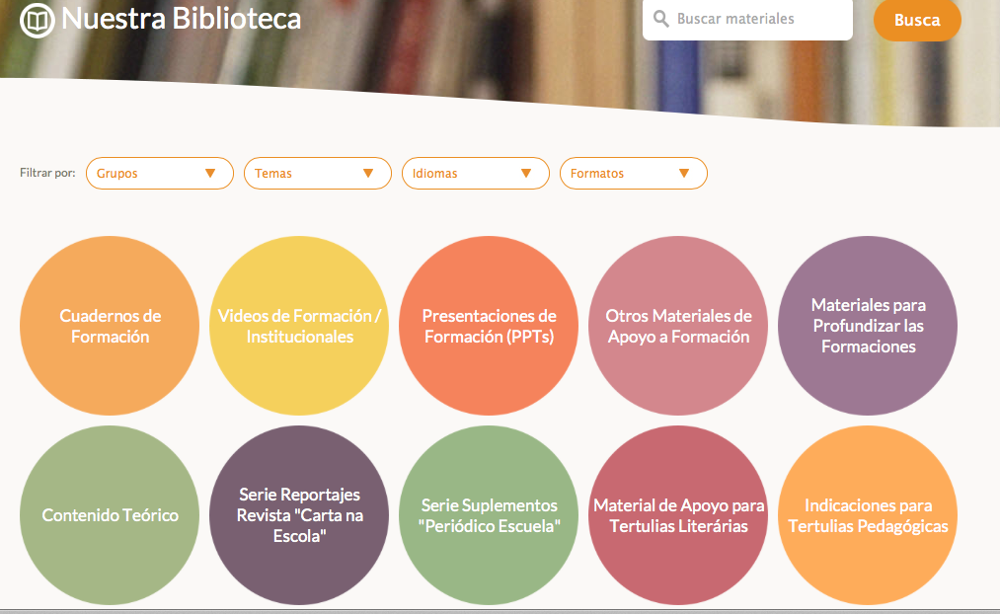 Nuestra Biblioteca
Buscar materiales
Busca
Filtrar por:
Grupos
Temas
Idiomas
Formatos
Cuadernos de
Formación
Videos de Formación /
Institucionales
Presentaciones de
Formación (PPTs)
Otros Materiales de
Apoyo a Formación
Materiales para
Profundizar las
Formaciones
Contenido Teórico
Serie Reportajes
Revista "Carta na
Escola"
Serie Suplementos
"Periódico Escuela"
Material de Apoyo para
Tertulias Literárias
Indicaciones para
Tertulias Pedagógicas